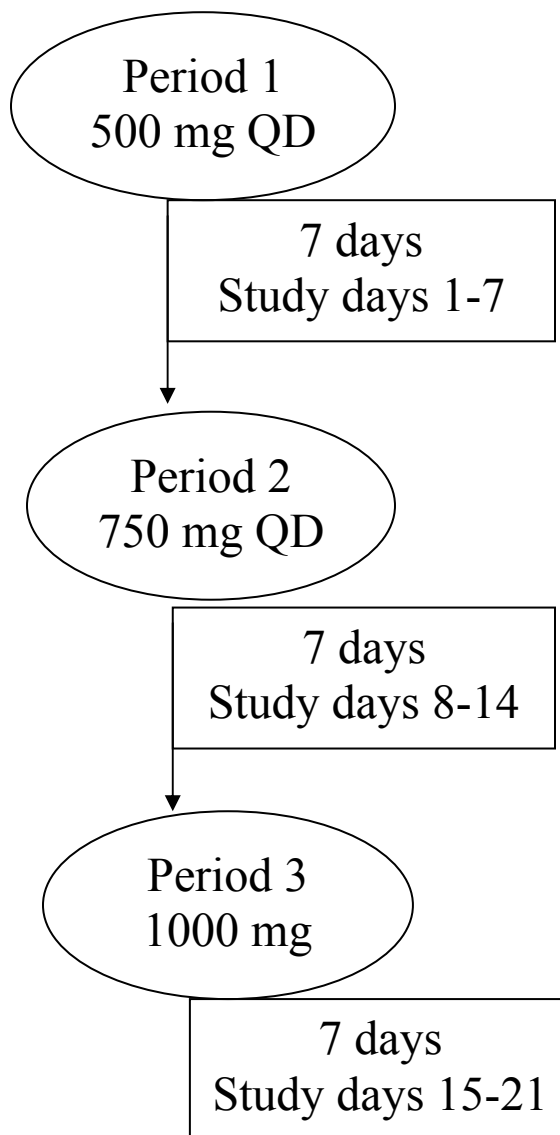 Period 1
500 mg QD
7 days
Study days 1-7
Period 2
750 mg QD
7 days
Study days 8-14
Period 3
1000 mg
7 days
Study days 15-21